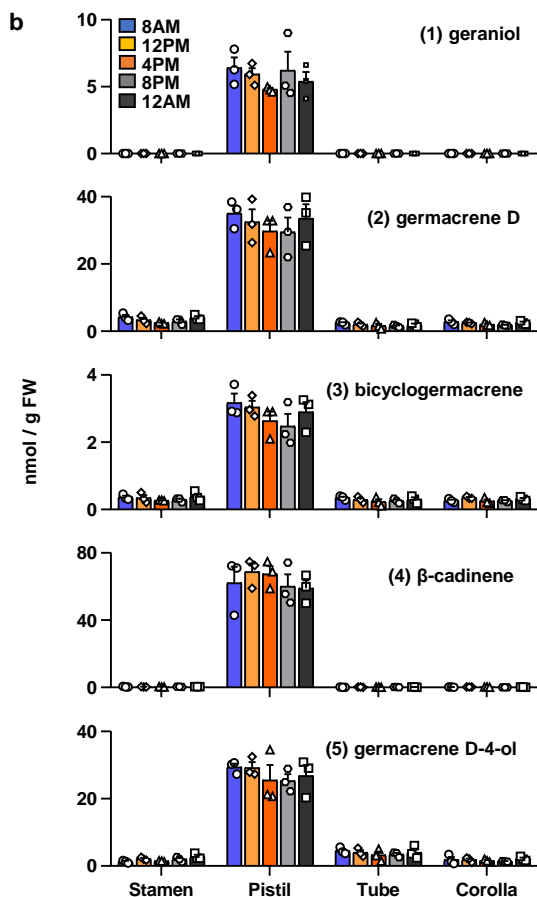 b
8AM
12PM
4PM
8PM
12AM
(1) geraniol
10
5
0
(2) germacrene D
40
20
0
(3) bicyclogermacrene
4
2
0
nmol / g FW
(4) β-cadinene
80
40
0
(5) germacrene D-4-ol
40
20
0
Stamen Pistil Tube Corolla